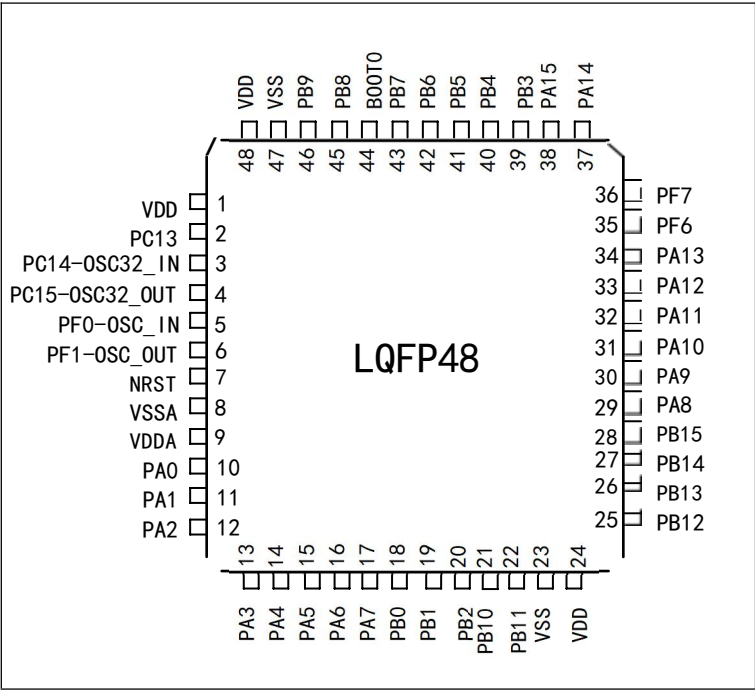 VDD
VSS
PB9
PB8
BOOT0
PB7
PB6
PB5
PB4
PB3
PA15
PA14
48
47
46
45
44
43
42
41
40
39
38
37
VDD 1
PC13 2
PC14-OSC32_IN 3
PC15-OSC32_OUT 4
PF0-OSC_IN 5
PF1-OSC_OUT 6
NRST 7
VSSA 8
VDDA 9
PA0 10
PA1 11
PA2 12
LQFP48
36 PF7
35 PF6
34 PA13
33 PA12
32 PA11
31 PA10
30 PA9
29 PA8
28 PB15
27 PB14
26 PB13
25 PB12
13
14
15
16
17
18
19
20
21
22
23
24
PA3
PA4
PA5
PA6
PA7
PB0
PB1
PB2
PB10
PB11
VSS
VDD